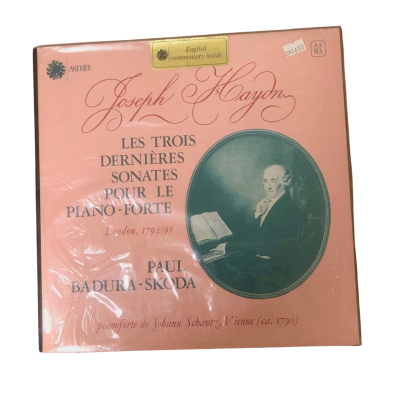 ASTRÉE
English
commentary inside
AS
Joseph Haydn
LES TROIS
DERNIÈRES
SONATES
POUR LE
PIANO-FORTE
London, 1794/95
PAUL
BADURA-SKODA
pianoforte de Johann Schantz, Vienne (ca. 1790)